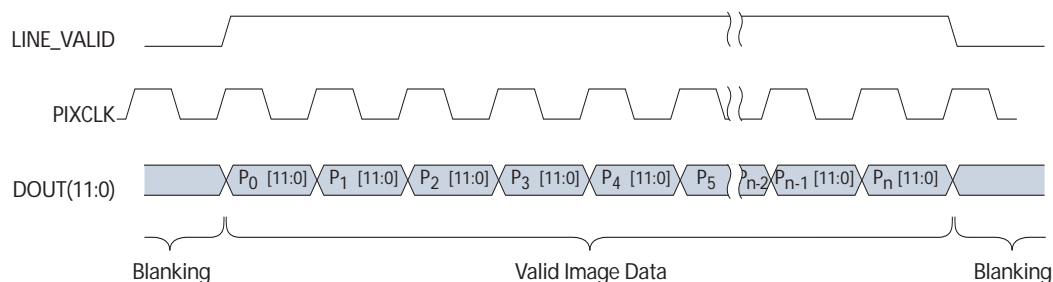 LINE_VALID
PIXCLK
DOUT(11:0)
P0 [11:0] P1 [11:0] P2 [11:0] P3 [11:0] P4 [11:0] P5 Pn-2 Pn-1 [11:0] Pn [11:0]
Blanking Valid Image Data Blanking